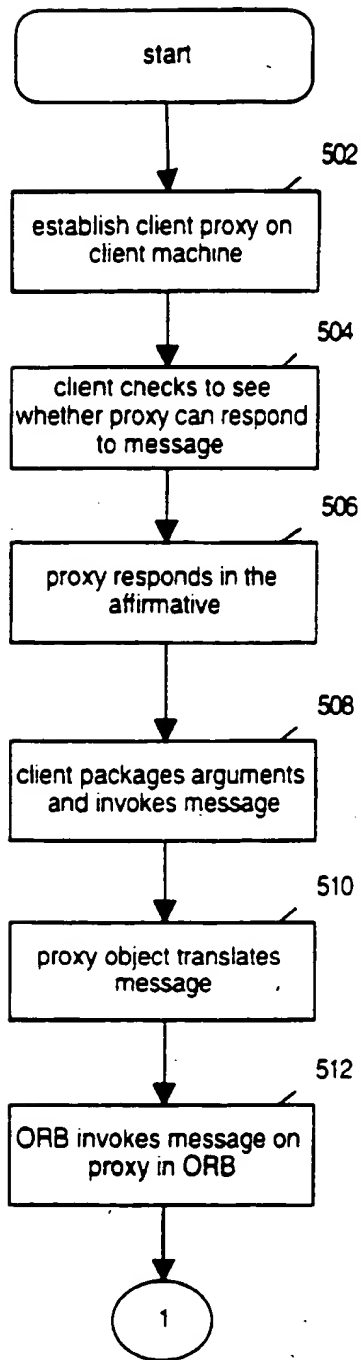 start
502
establish client proxy on
client machine
504
client checks to see
whether proxy can respond
to message
506
proxy responds in the
affirmative
508
client packages arguments
and invokes message
510
proxy object translates
message
512
ORB invokes message on
proxy in ORB
1